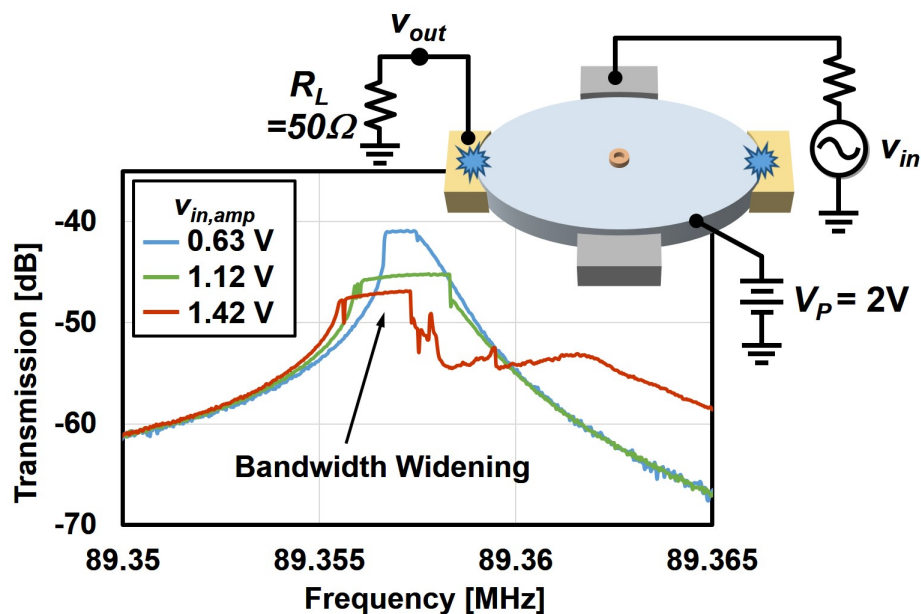 v_out
R_L
=50Ω
v_in
V_P = 2V
v_in,amp
0.63 V
1.12 V
1.42 V
Bandwidth Widening
Transmission [dB]
-40
-50
-60
-70
89.35
89.355
89.36
89.365
Frequency [MHz]